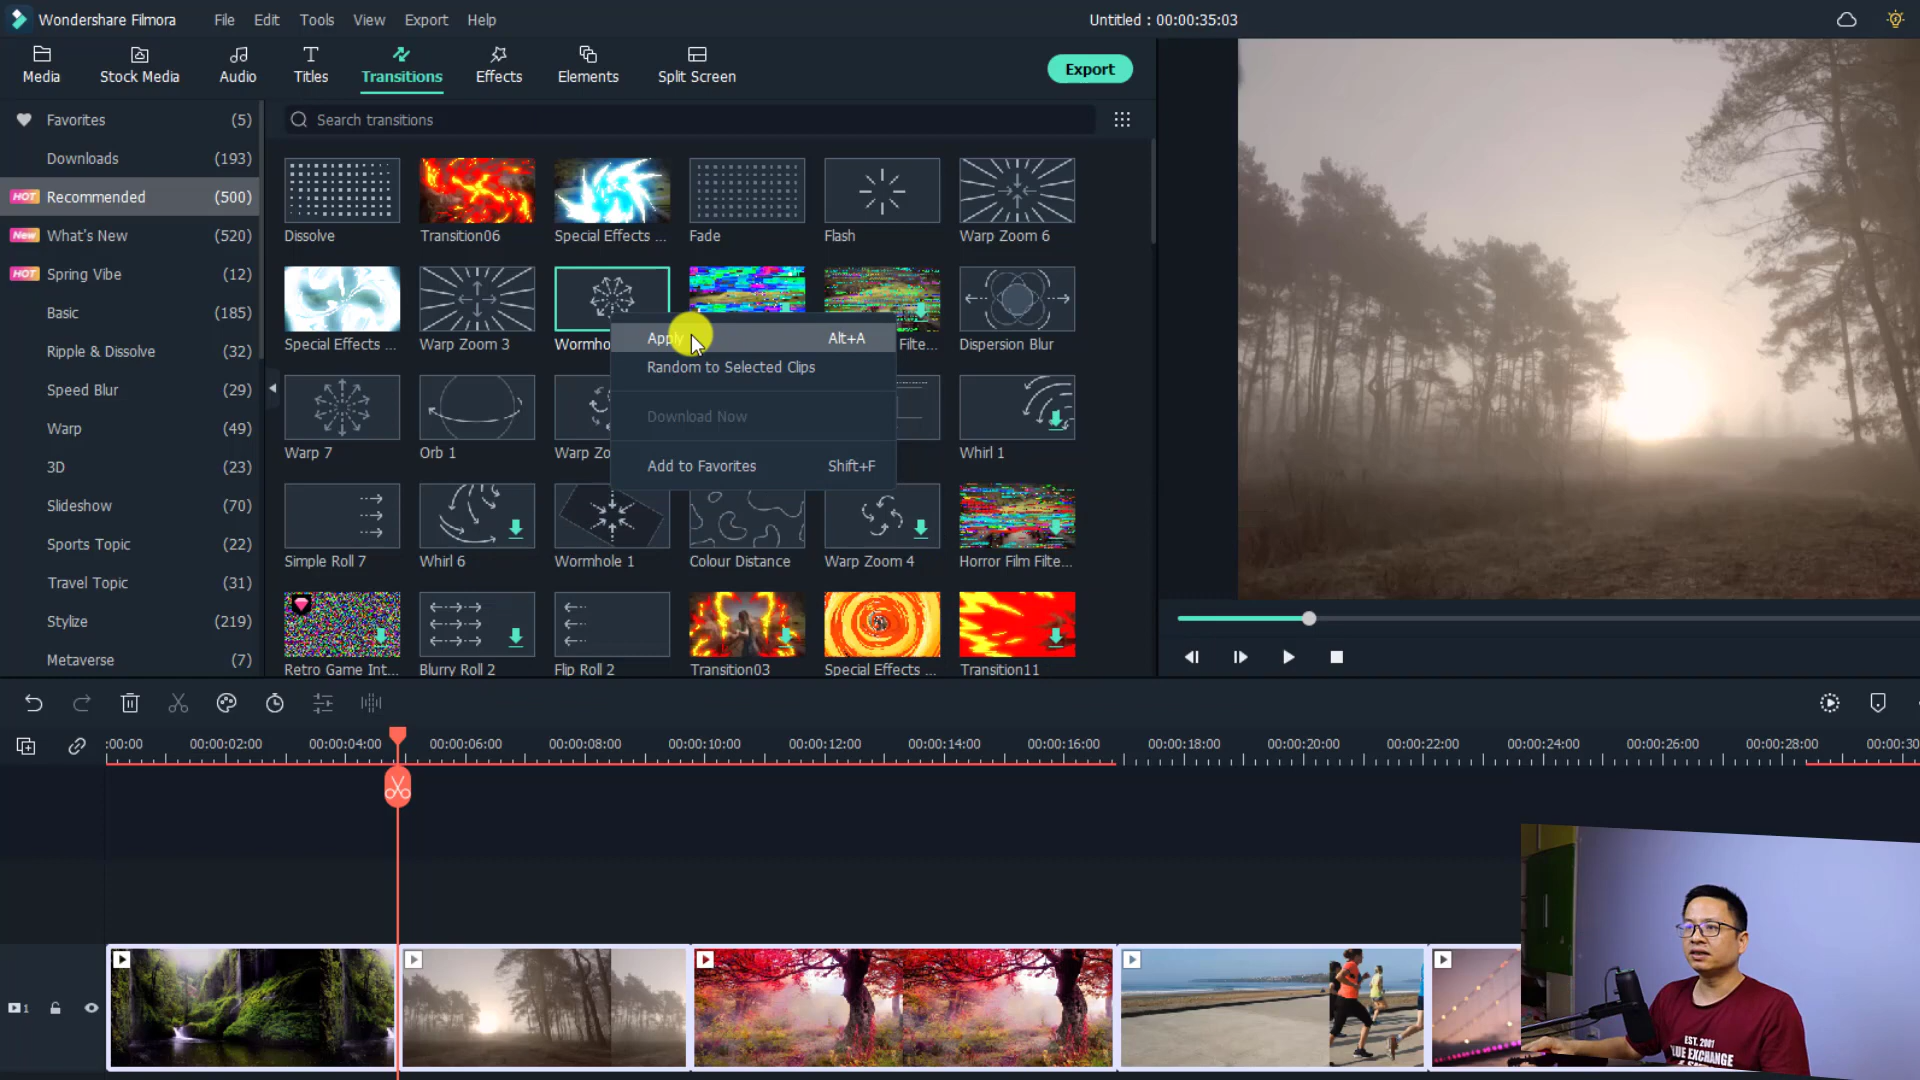 Wondershare Filmora
File
Edit
Tools
View
Export
Help
Untitled : 00:00:35:03
Media
Stock Media
Audio
Titles
Transitions
Effects
Elements
Split Screen
Export
Favorites (5)
Downloads (193)
HOT Recommended (500)
New What's New (520)
HOT Spring Vibe (12)
Basic (185)
Ripple & Dissolve (32)
Speed Blur (29)
Warp (49)
3D (23)
Slideshow (70)
Sports Topic (22)
Travel Topic (31)
Stylize (219)
Metaverse (7)
Search transitions
Dissolve
Transition06
Special Effects ...
Fade
Flash
Warp Zoom 6
Special Effects ...
Warp Zoom 3
Wormho
Filte...
Dispersion Blur
Apply Alt+A
Random to Selected Clips
Download Now
Add to Favorites Shift+F
Warp 7
Orb 1
Warp Zo
Whirl 1
Simple Roll 7
Whirl 6
Wormhole 1
Colour Distance
Warp Zoom 4
Horror Film Filte...
Retro Game Int...
Blurry Roll 2
Flip Roll 2
Transition03
Special Effects ...
Transition11
:00:00
00:00:02:00
00:00:04:00
00:00:06:00
00:00:08:00
00:00:10:00
00:00:12:00
00:00:14:00
00:00:16:00
00:00:18:00
00:00:20:00
00:00:22:00
00:00:24:00
00:00:26:00
00:00:28:00
00:00:30
1
EST. 2001
BLUE EXCHANGE